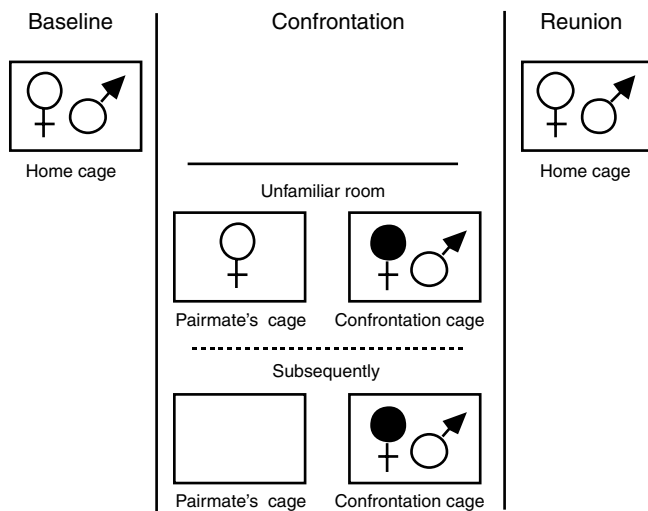 Baseline
Confrontation
Reunion
Home cage
Home cage
Unfamiliar room
Pairmate's cage
Confrontation cage
Subsequently
Pairmate's cage
Confrontation cage